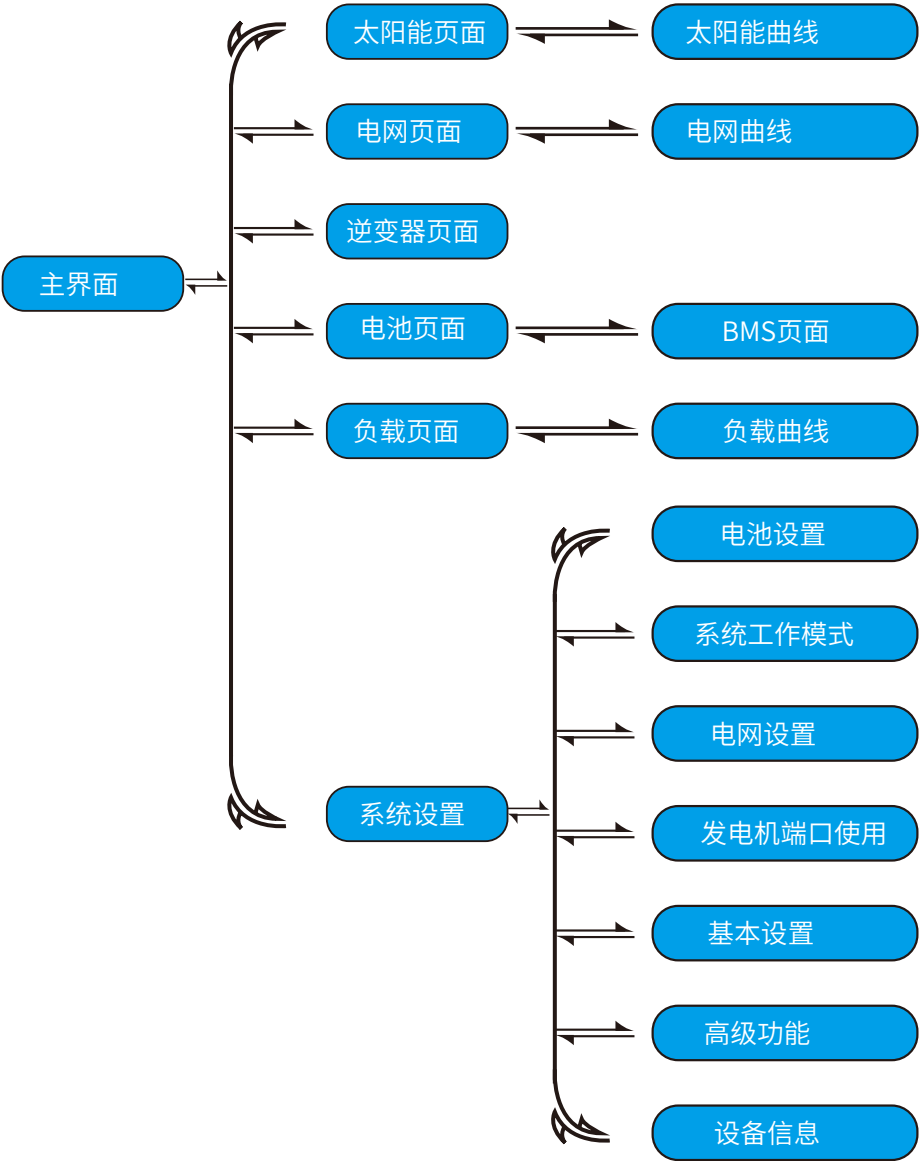 太阳能页面
太阳能曲线
电网页面
电网曲线
逆变器页面
主界面
电池页面
BMS页面
负载页面
负载曲线
电池设置
系统工作模式
电网设置
系统设置
发电机端口使用
基本设置
高级功能
设备信息